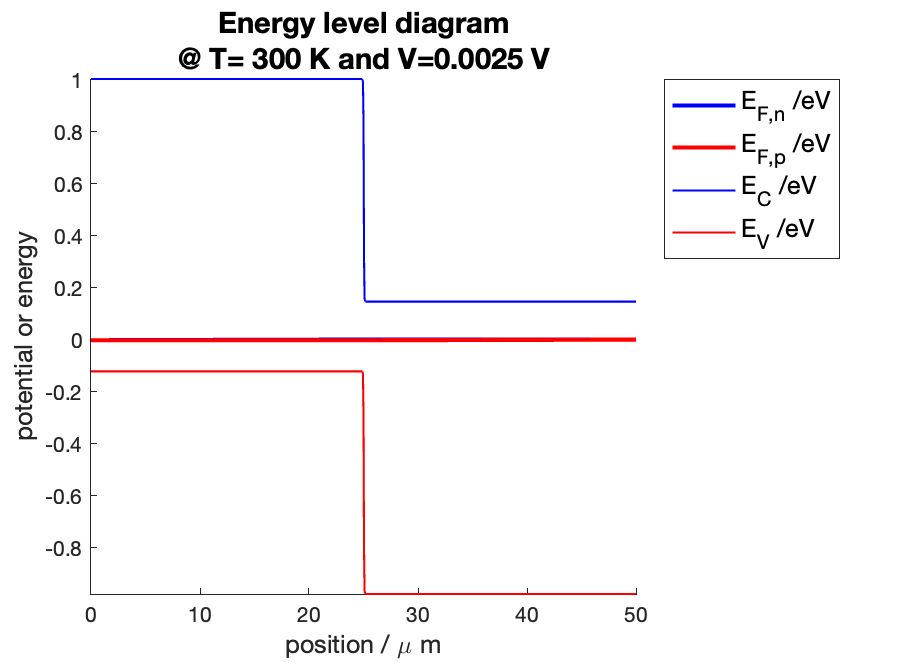 Energy level diagram
@ T= 300 K and V=0.0025 V
1
0.8
0.6
0.4
0.2
0
-0.2
-0.4
-0.6
-0.8
potential or energy
0 10 20 30 40 50
position / μ m
E_{F,n} /eV
E_{F,p} /eV
E_C /eV
E_V /eV